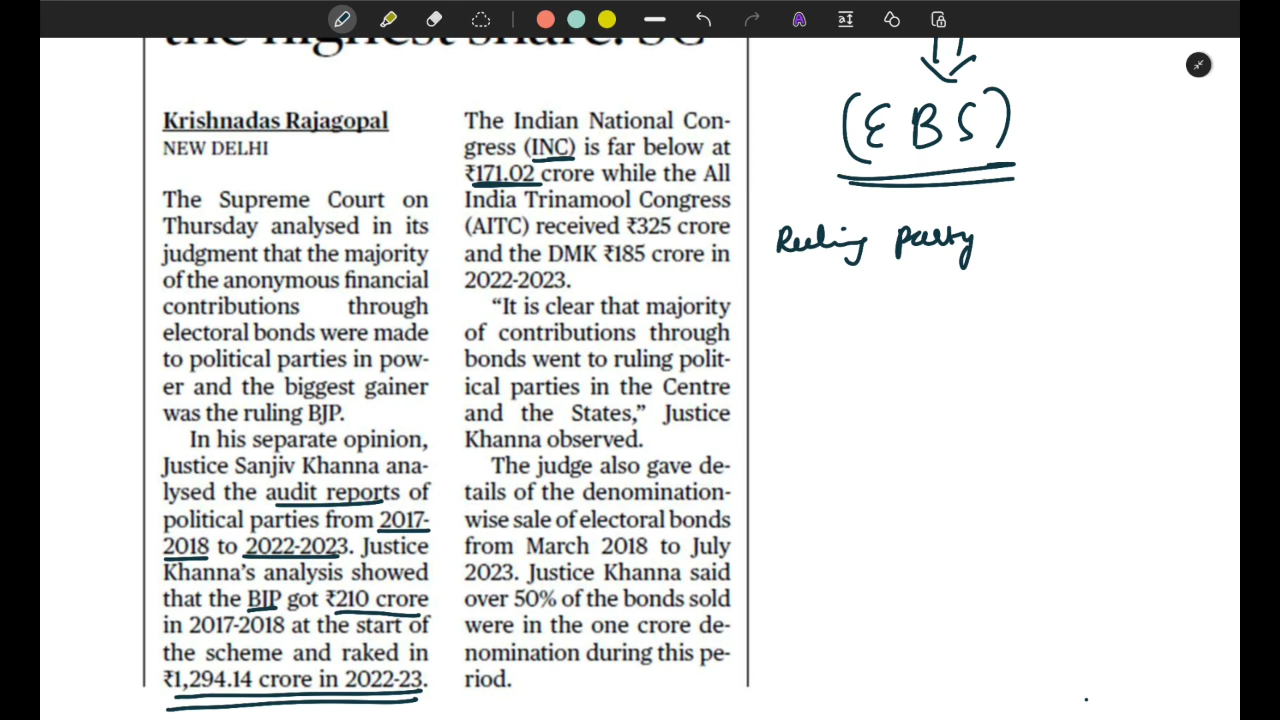 the highest share: SC
Krishnadas Rajagopal
NEW DELHI
The Supreme Court on
Thursday analysed in its
judgment that the majority
of the anonymous financial
contributions through
electoral bonds were made
to political parties in pow-
er and the biggest gainer
was the ruling BJP.
In his separate opinion,
Justice Sanjiv Khanna ana-
lysed the audit reports of
political parties from 2017-
2018 to 2022-2023. Justice
Khanna’s analysis showed
that the BJP got ₹210 crore
in 2017-2018 at the start of
the scheme and raked in
₹1,294.14 crore in 2022-23.
The Indian National Con-
gress (INC) is far below at
₹171.02 crore while the All
India Trinamool Congress
(AITC) received ₹325 crore
and the DMK ₹185 crore in
2022-2023.
“It is clear that majority
of contributions through
bonds went to ruling polit-
ical parties in the Centre
and the States,” Justice
Khanna observed.
The judge also gave de-
tails of the denomination-
wise sale of electoral bonds
from March 2018 to July
2023. Justice Khanna said
over 50% of the bonds sold
were in the one crore de-
nomination during this pe-
riod.
(EBS)
Ruling party